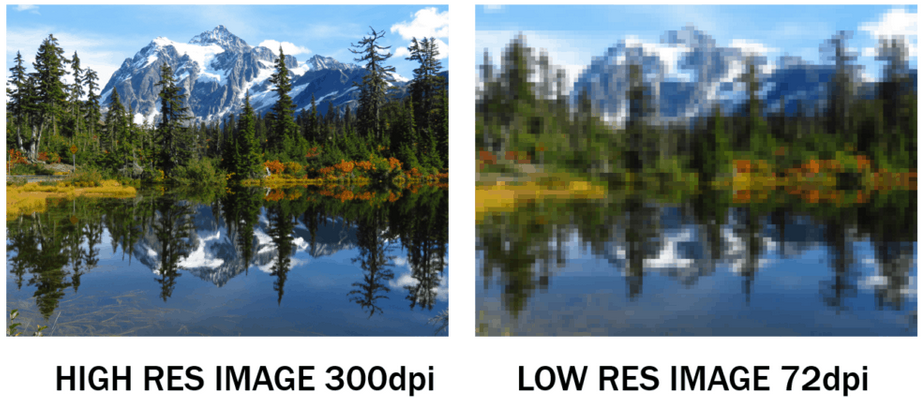 HIGH RES IMAGE 300dpi
LOW RES IMAGE 72dpi